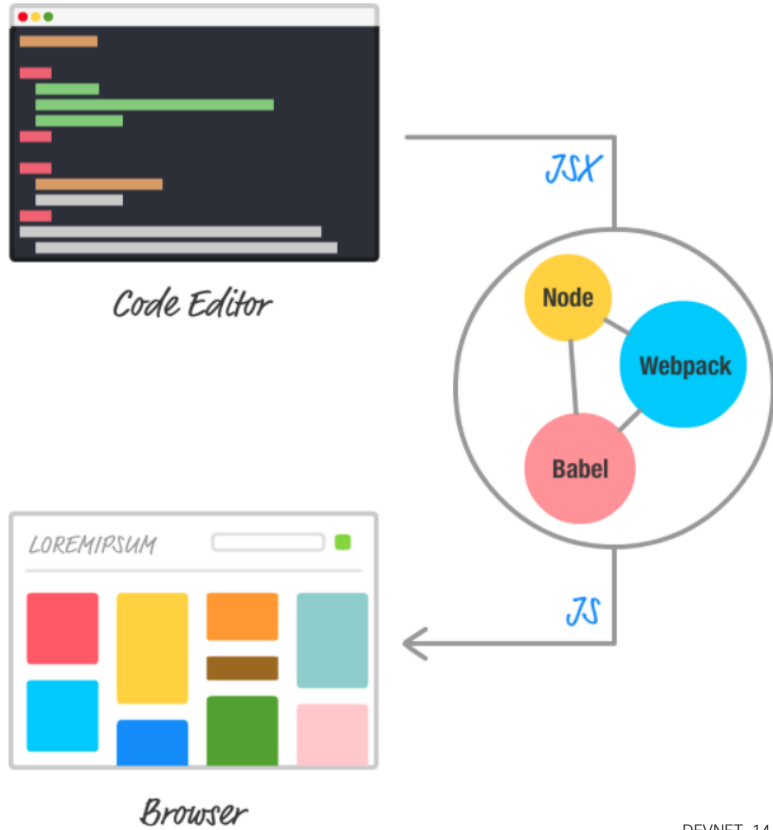 JSX
Node
Webpack
Code Editor
Babel
LOREMIPSUM
JS
Browser